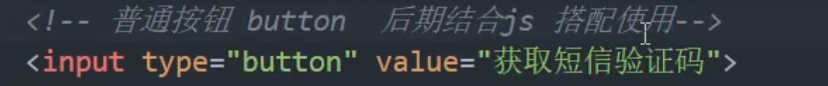 <!-- 普通按钮 button 后期结合js 搭配使用-->
<input type="button" value="获取短信验证码">